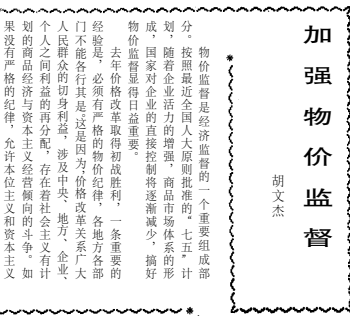 加强物价监督
胡文杰
物价监督是经济监督的一个重要组成部
分。按照最近全国人大原则批准的“七五”计
划，随着企业活力的增强，商品市场体系的形
成，国家对企业的直接控制将逐渐减少，搞好
物价监督显得日益重要。
去年价格改革取得初战胜利，一条重要的
经验是，必须有严格的物价纪律，各地方各部
门不能各行其是。这是因为，价格改革关系广大
人民群众的切身利益，涉及中央、地方、企业、
个人之间利益的再分配，存在着社会主义有计
划的商品经济与资本主义经营倾向的斗争。如
果没有严格的纪律，允许本位主义和资本主义